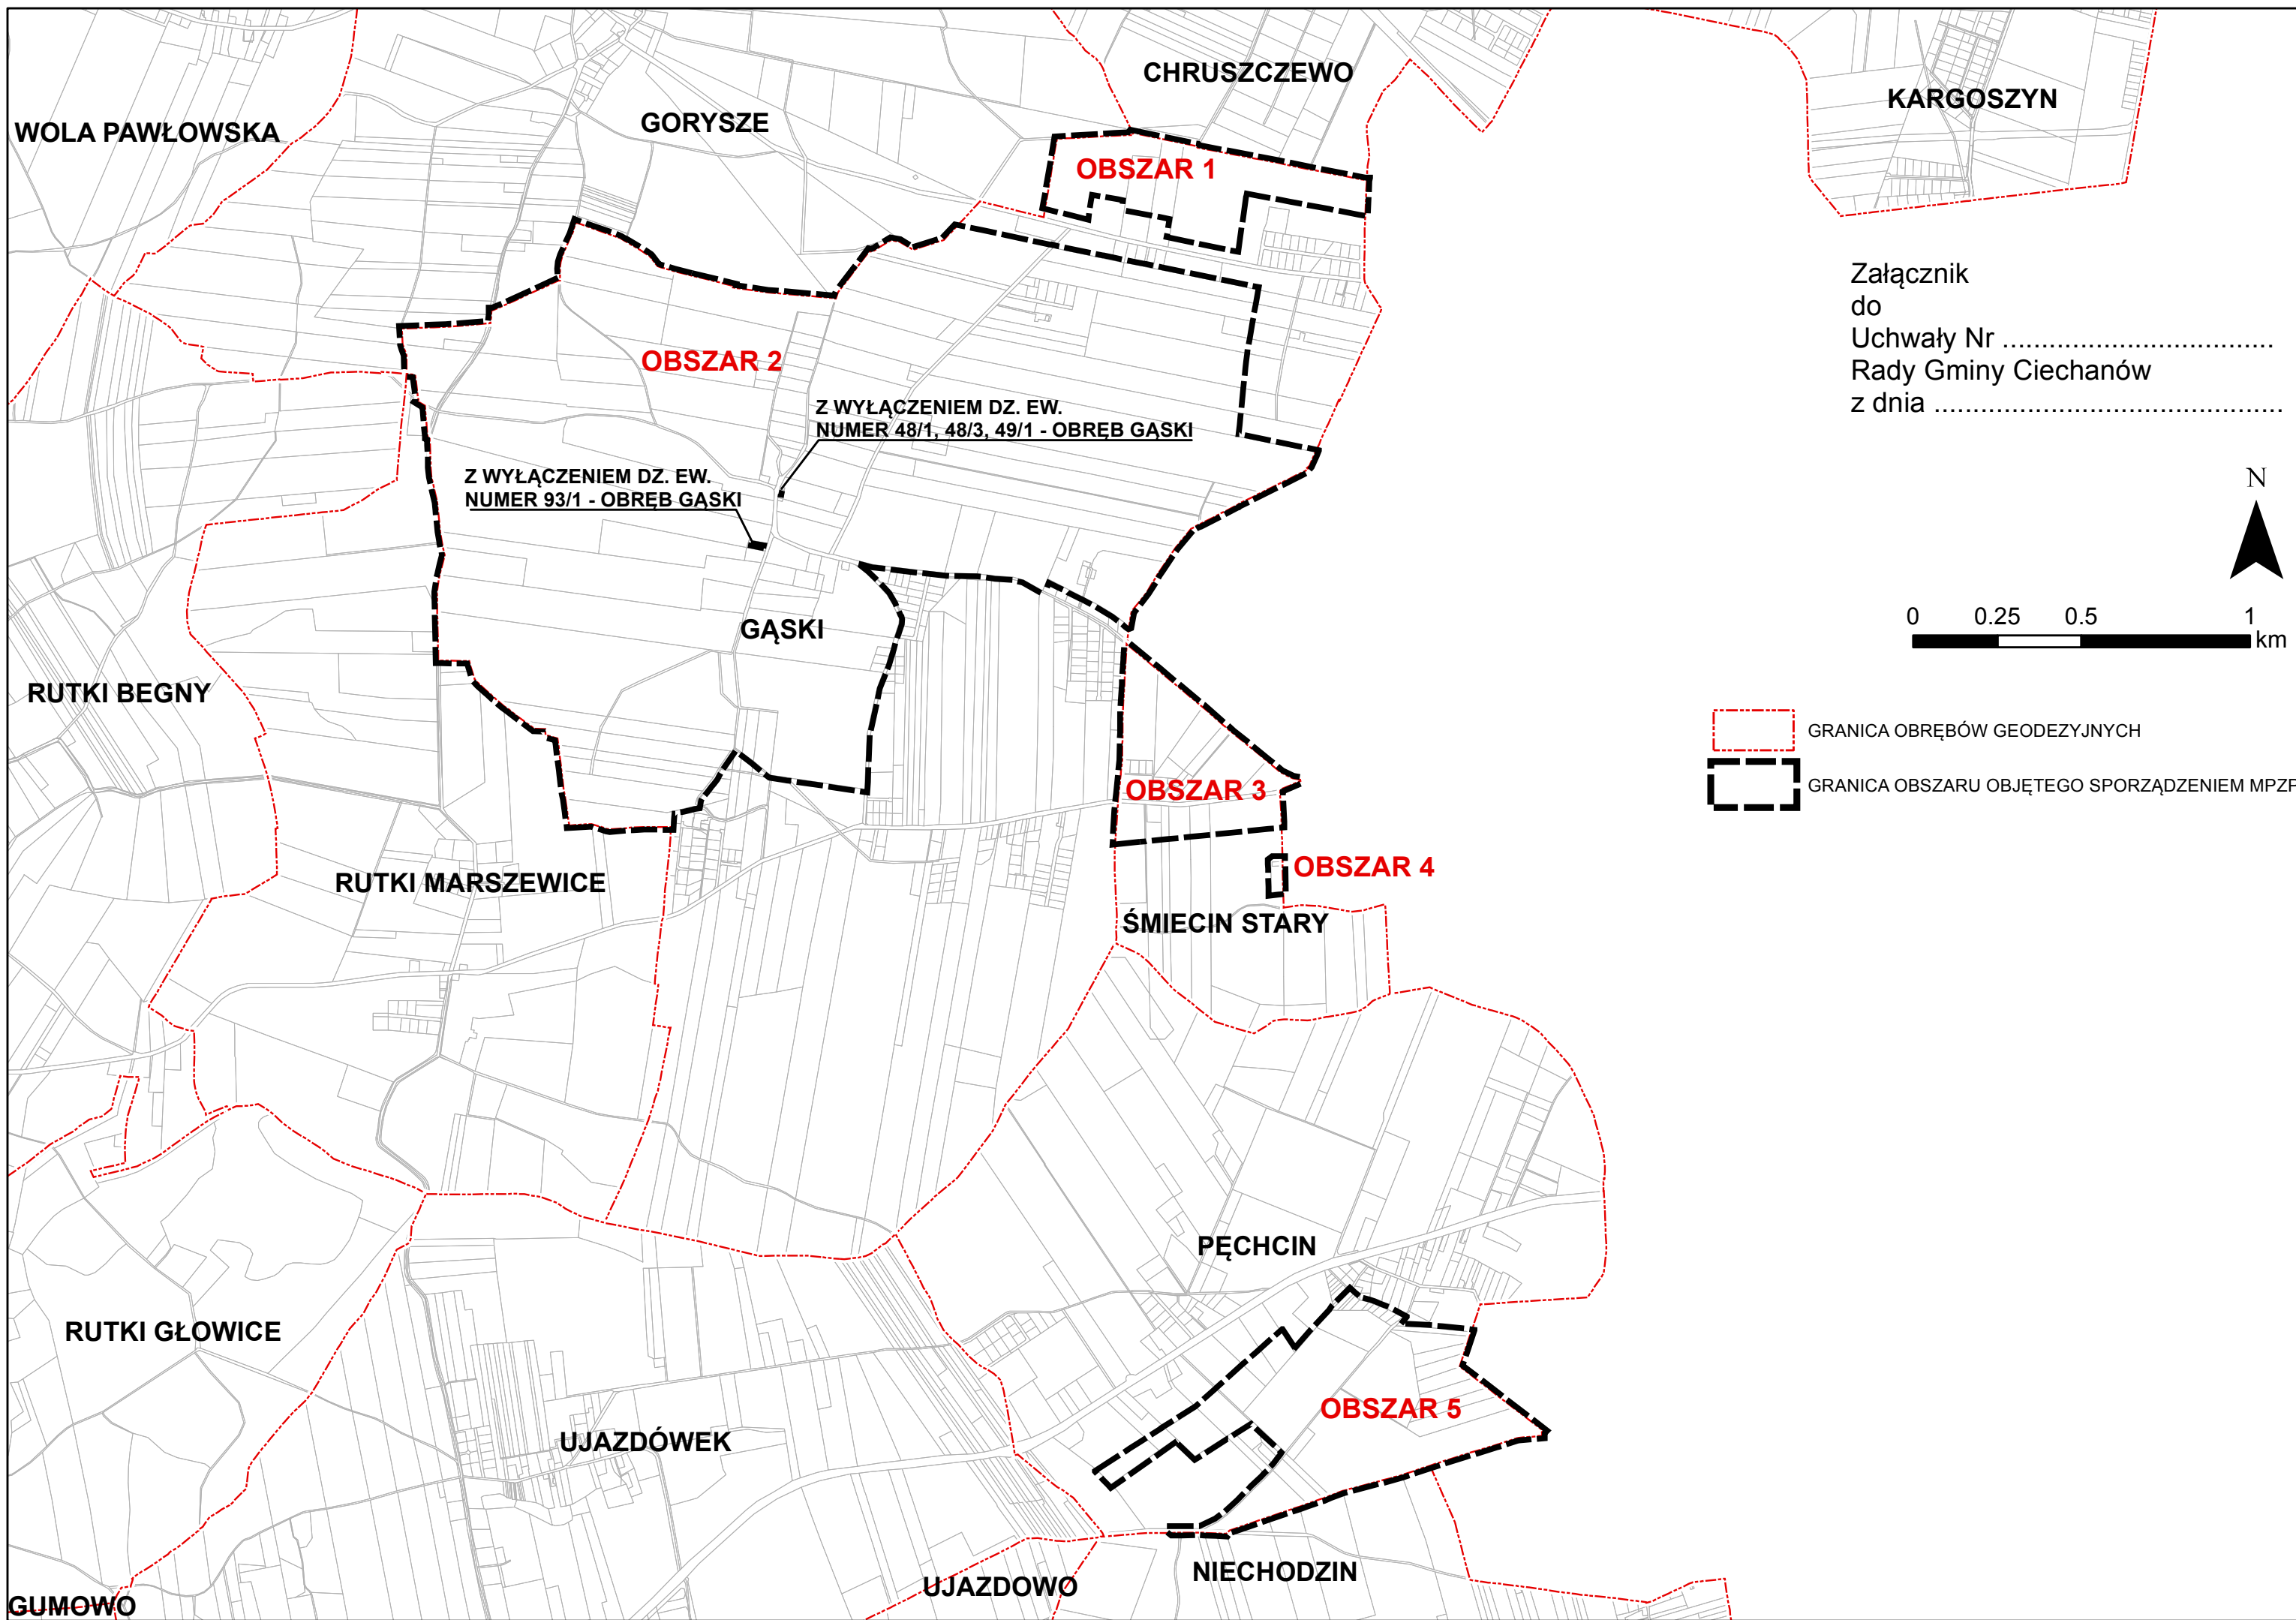 CHRUSZCZEWO
KARGOSZYN
GORYSZE
WOLA PAWŁOWSKA
OBSZAR 1
Załącznik
do
Uchwały Nr ..................................
Rady Gminy Ciechanów
z dnia ............................................
OBSZAR 2
Z WYŁĄCZENIEM DZ. EW.
NUMER 48/1, 48/3, 49/1 - OBRĘB GĄSKI
Z WYŁĄCZENIEM DZ. EW.
NUMER 93/1 - OBRĘB GĄSKI
N
0 0.25 0.5 1
km
GĄSKI
RUTKI BEGNY
GRANICA OBRĘBÓW GEODEZYJNYCH
GRANICA OBSZARU OBJĘTEGO SPORZĄDZENIEM MPZP
OBSZAR 3
OBSZAR 4
RUTKI MARSZEWICE
ŚMIECIN STARY
PĘCHCIN
RUTKI GŁOWICE
OBSZAR 5
UJAZDÓWEK
NIECHODZIN
UJAZDOWO
GUMOWO